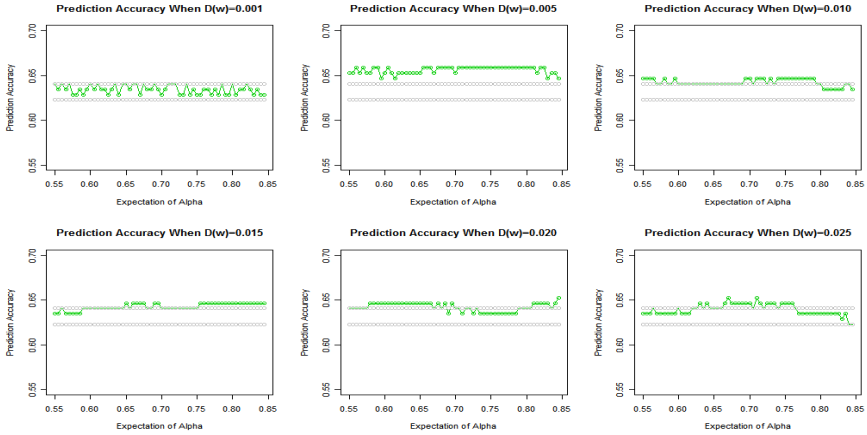 Prediction Accuracy When D(w)=0.001
Prediction Accuracy
0.70
0.65
0.60
0.55
0.55 0.60 0.65 0.70 0.75 0.80 0.85
Expectation of Alpha
Prediction Accuracy When D(w)=0.005
Prediction Accuracy
0.70
0.65
0.60
0.55
0.55 0.60 0.65 0.70 0.75 0.80 0.85
Expectation of Alpha
Prediction Accuracy When D(w)=0.010
Prediction Accuracy
0.70
0.65
0.60
0.55
0.55 0.60 0.65 0.70 0.75 0.80 0.85
Expectation of Alpha
Prediction Accuracy When D(w)=0.015
Prediction Accuracy
0.70
0.65
0.60
0.55
0.55 0.60 0.65 0.70 0.75 0.80 0.85
Expectation of Alpha
Prediction Accuracy When D(w)=0.020
Prediction Accuracy
0.70
0.65
0.60
0.55
0.55 0.60 0.65 0.70 0.75 0.80 0.85
Expectation of Alpha
Prediction Accuracy When D(w)=0.025
Prediction Accuracy
0.70
0.65
0.60
0.55
0.55 0.60 0.65 0.70 0.75 0.80 0.85
Expectation of Alpha